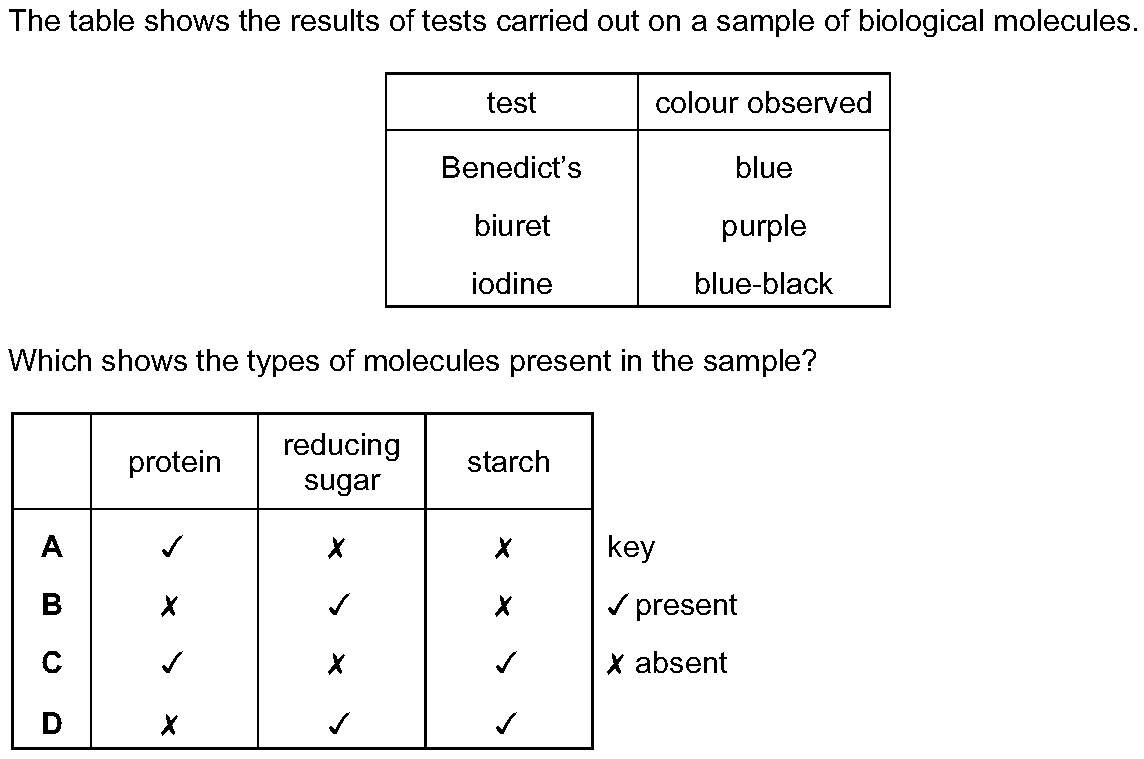 The table shows the results of tests carried out on a sample of biological molecules.
test colour observed
Benedict's blue
biuret purple
iodine blue-black
Which shows the types of molecules present in the sample?
protein reducing sugar starch
A ✓ ✗ ✗ key
B ✗ ✓ ✗ ✓ present
C ✓ ✗ ✓ ✗ absent
D ✗ ✓ ✓